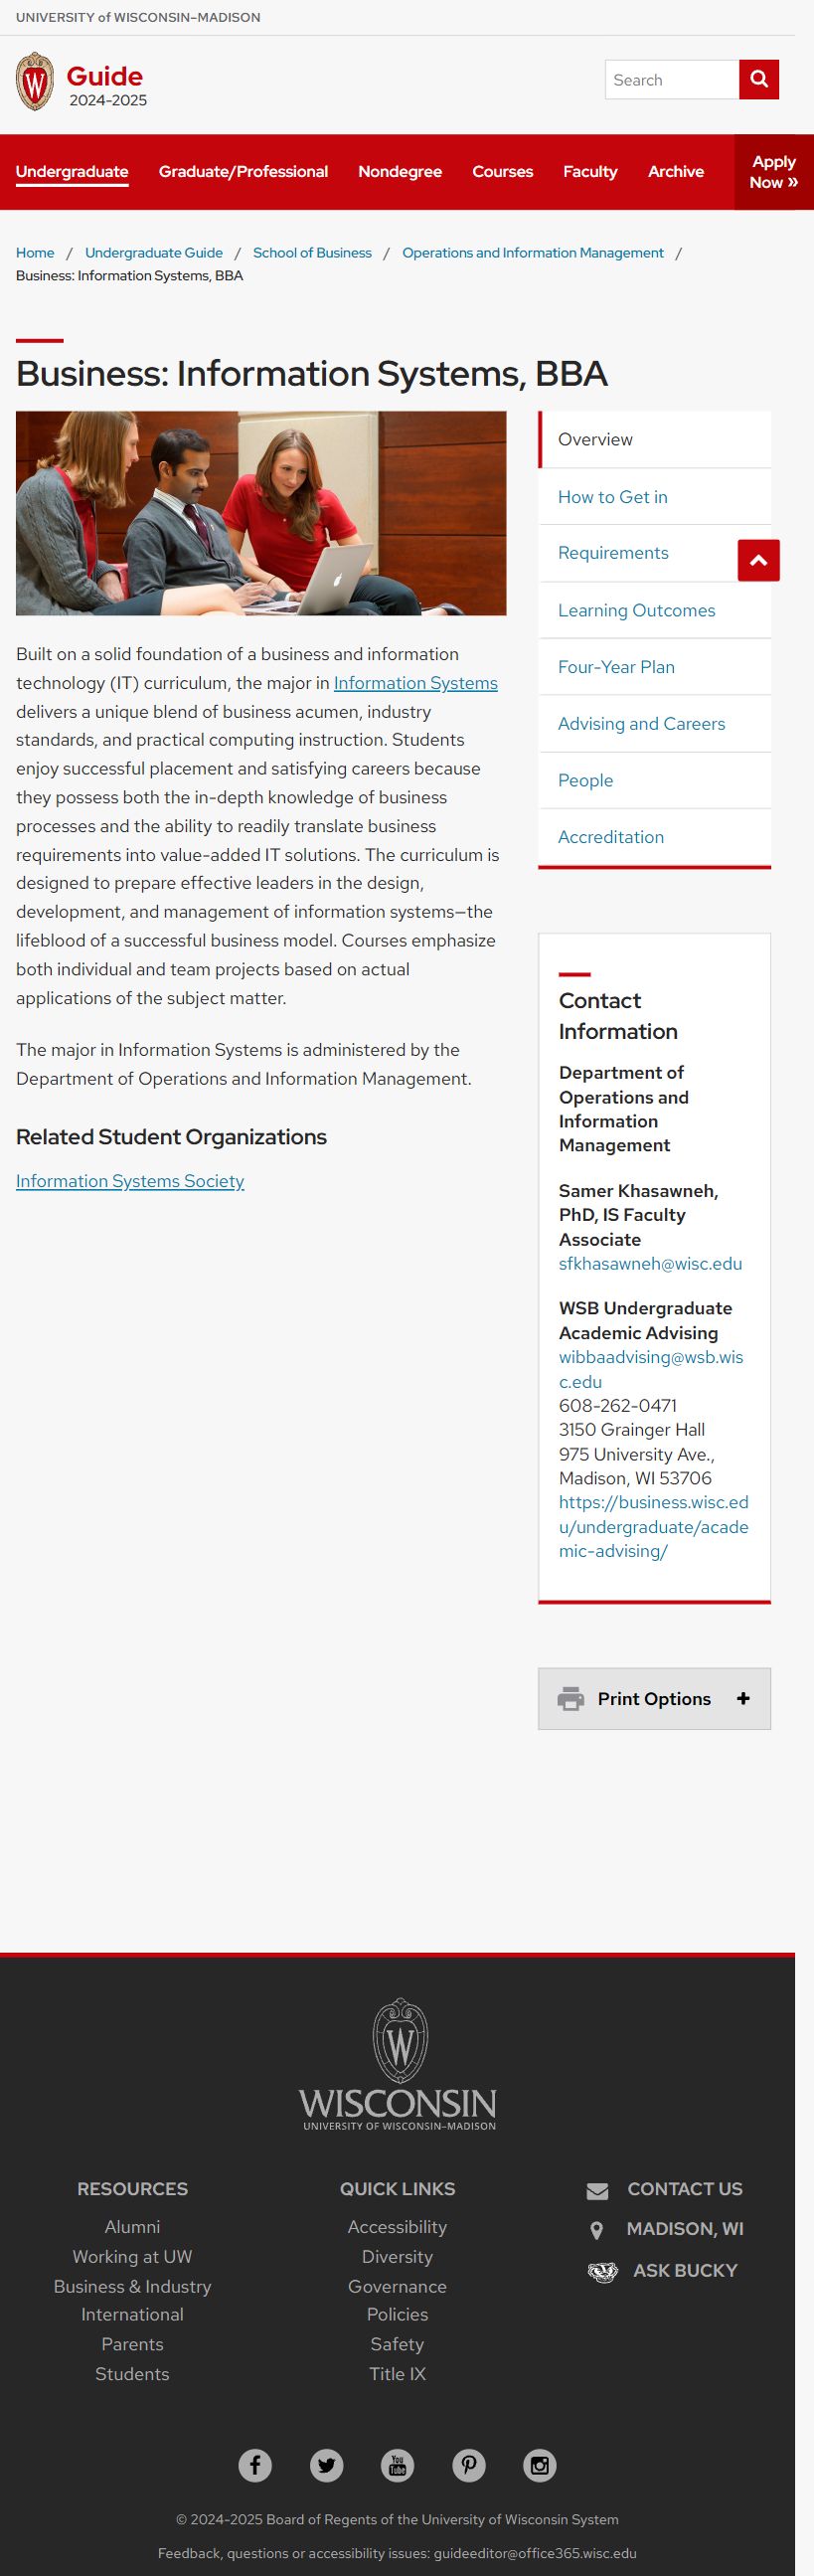 UNIVERSITY of WISCONSIN–MADISON
Guide
2024-2025
Search
Undergraduate
Graduate/Professional
Nondegree
Courses
Faculty
Archive
Apply
Now »
Home / Undergraduate Guide / School of Business / Operations and Information Management /
Business: Information Systems, BBA
Business: Information Systems, BBA
Built on a solid foundation of a business and information
technology (IT) curriculum, the major in Information Systems
delivers a unique blend of business acumen, industry
standards, and practical computing instruction. Students
enjoy successful placement and satisfying careers because
they possess both the in-depth knowledge of business
processes and the ability to readily translate business
requirements into value-added IT solutions. The curriculum is
designed to prepare effective leaders in the design,
development, and management of information systems—the
lifeblood of a successful business model. Courses emphasize
both individual and team projects based on actual
applications of the subject matter.
The major in Information Systems is administered by the
Department of Operations and Information Management.
Related Student Organizations
Information Systems Society
Overview
How to Get in
Requirements
Learning Outcomes
Four-Year Plan
Advising and Careers
People
Accreditation
Contact
Information
Department of
Operations and
Information
Management
Samer Khasawneh,
PhD, IS Faculty
Associate
sfkhasawneh@wisc.edu
WSB Undergraduate
Academic Advising
wibbaadvising@wsb.wis
c.edu
608-262-0471
3150 Grainger Hall
975 University Ave.,
Madison, WI 53706
https://business.wisc.ed
u/undergraduate/acade
mic-advising/
Print Options +
W
WISCONSIN
UNIVERSITY OF WISCONSIN–MADISON
RESOURCES
Alumni
Working at UW
Business & Industry
International
Parents
Students
QUICK LINKS
Accessibility
Diversity
Governance
Policies
Safety
Title IX
CONTACT US
MADISON, WI
ASK BUCKY
You
Tube
© 2024-2025 Board of Regents of the University of Wisconsin System
Feedback, questions or accessibility issues: guideeditor@office365.wisc.edu